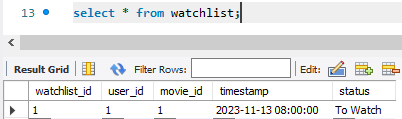 13 select * from watchlist;
Result Grid Filter Rows: Edit:
watchlist_id user_id movie_id timestamp status
1 1 1 2023-11-13 08:00:00 To Watch